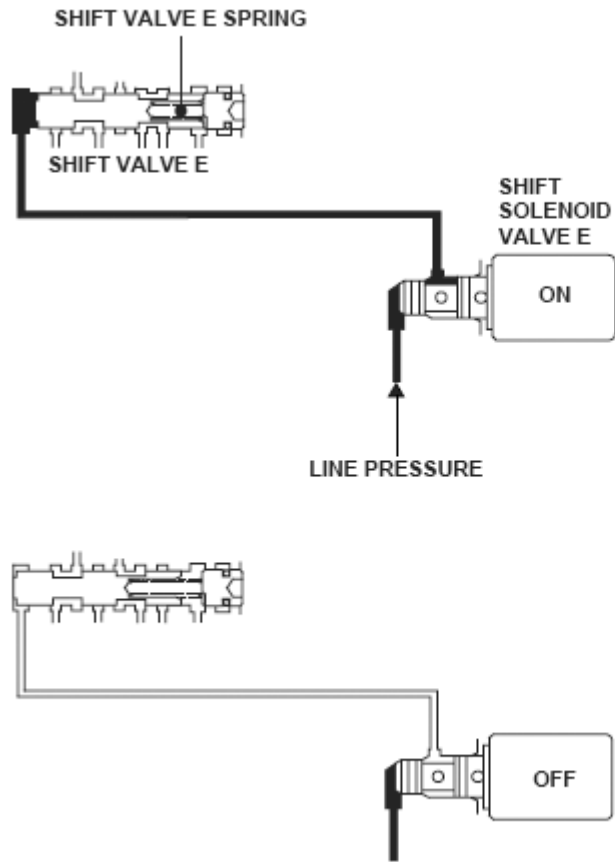 SHIFT VALVE E SPRING
SHIFT VALVE E
SHIFT
SOLENOID
VALVE E
ON
LINE PRESSURE
OFF